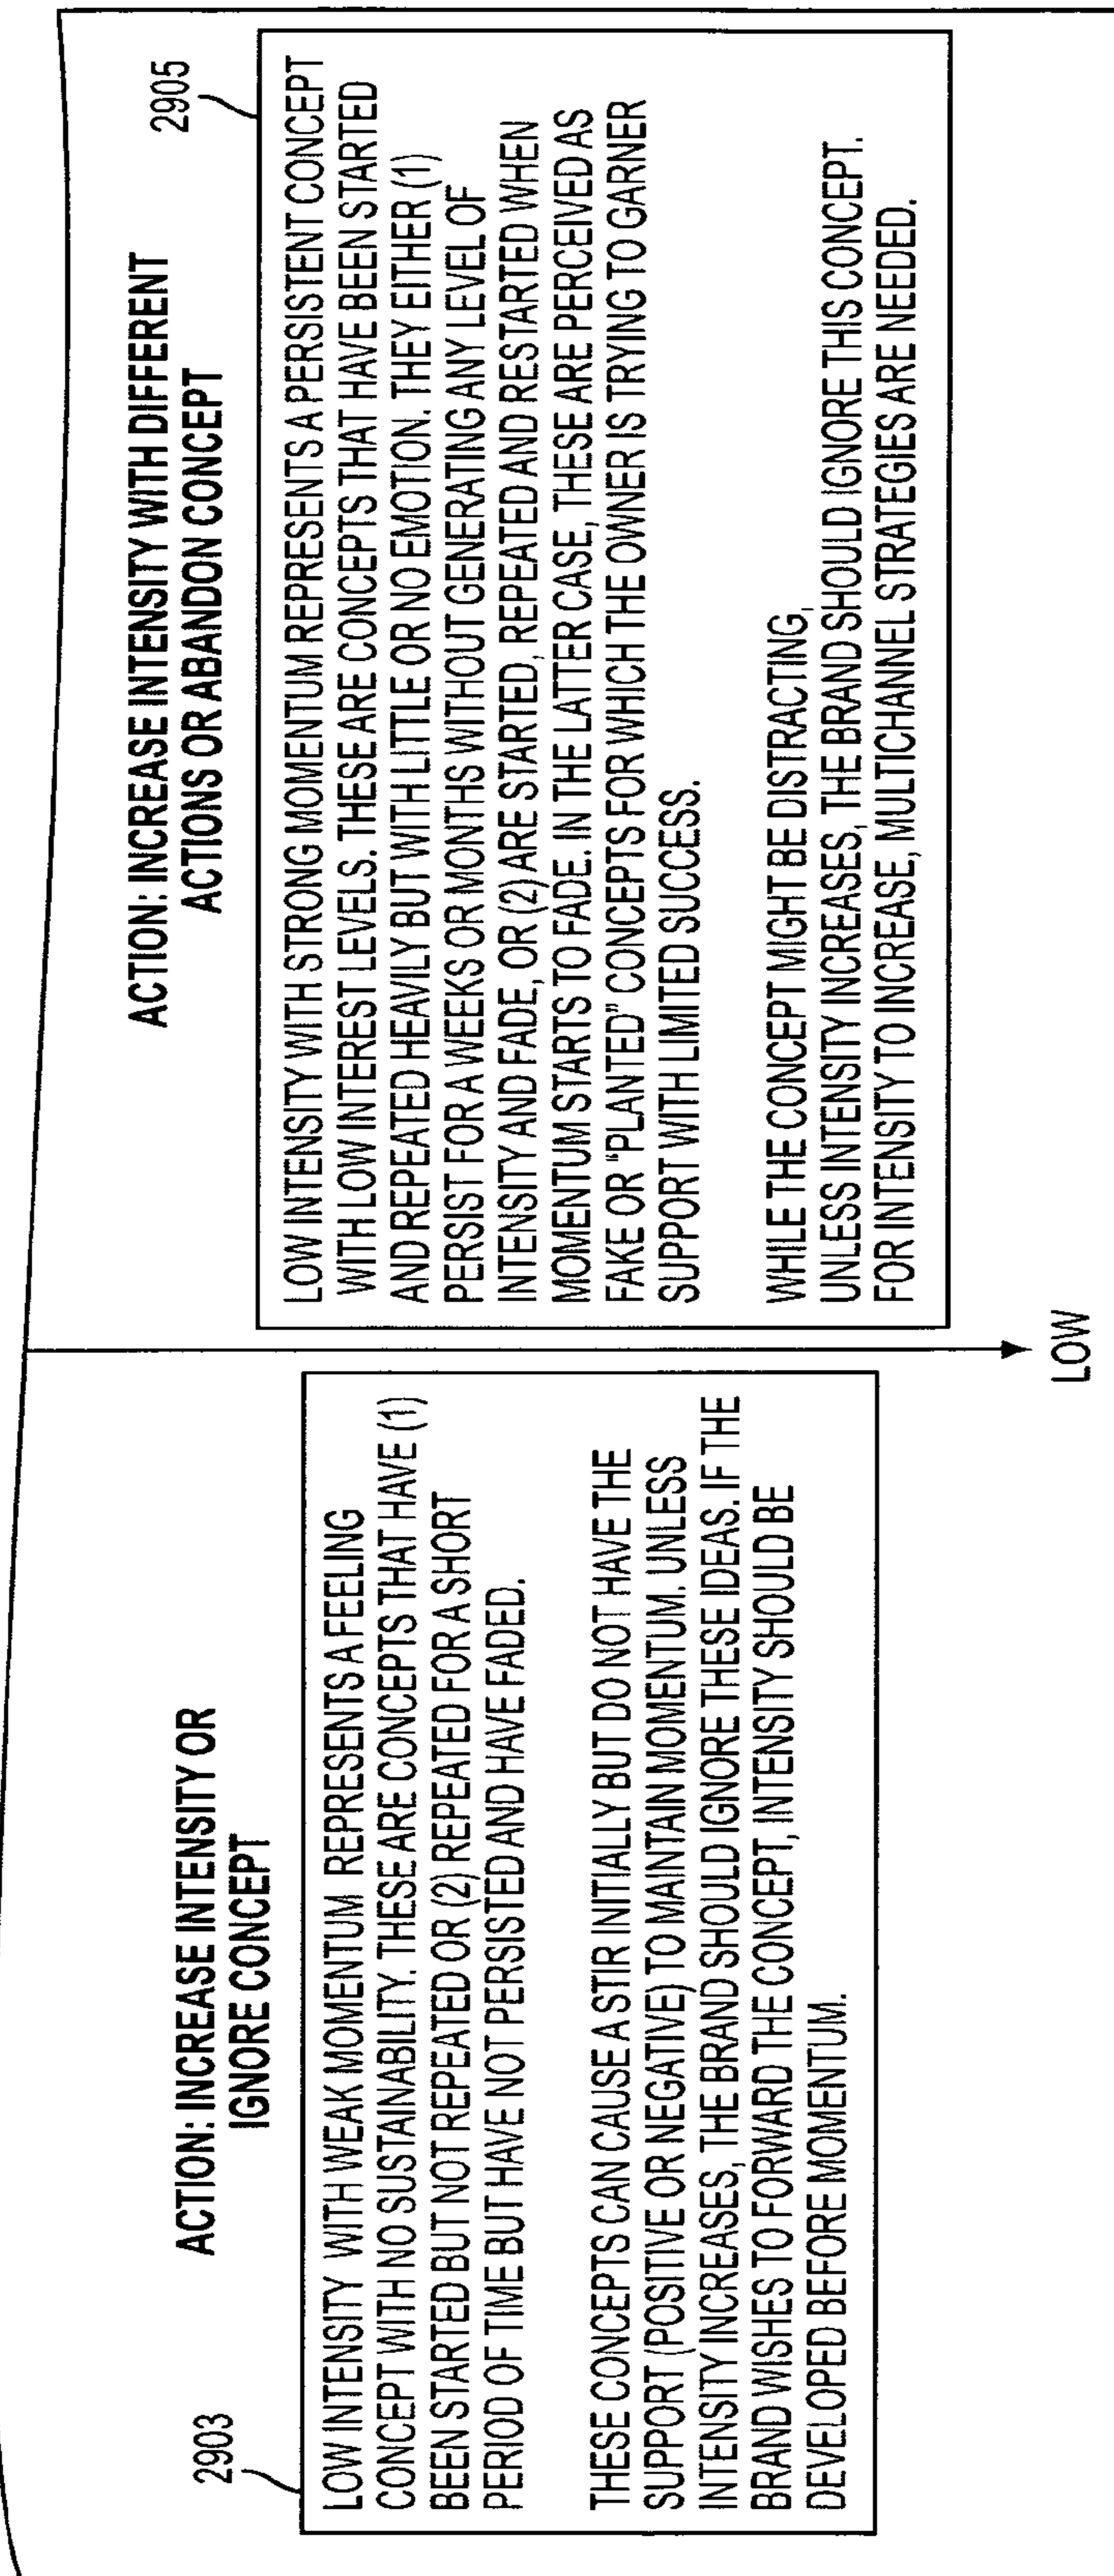 ACTION: INCREASE INTENSITY OR
IGNORE CONCEPT
2903
LOW INTENSITY WITH WEAK MOMENTUM REPRESENTS A FEELING
CONCEPT WITH NO SUSTAINABILITY. THESE ARE CONCEPTS THAT HAVE (1)
BEEN STARTED BUT NOT REPEATED OR (2) REPEATED FOR A SHORT
PERIOD OF TIME BUT HAVE NOT PERSISTED AND HAVE FADED.
THESE CONCEPTS CAN CAUSE A STIR INITIALLY BUT DO NOT HAVE THE
SUPPORT (POSITIVE OR NEGATIVE) TO MAINTAIN MOMENTUM. UNLESS
INTENSITY INCREASES, THE BRAND SHOULD IGNORE THESE IDEAS. IF THE
BRAND WISHES TO FORWARD THE CONCEPT, INTENSITY SHOULD BE
DEVELOPED BEFORE MOMENTUM.
ACTION: INCREASE INTENSITY WITH DIFFERENT
ACTIONS OR ABANDON CONCEPT
2905
LOW INTENSITY WITH STRONG MOMENTUM REPRESENTS A PERSISTENT CONCEPT
WITH LOW INTEREST LEVELS. THESE ARE CONCEPTS THAT HAVE BEEN STARTED
AND REPEATED HEAVILY BUT WITH LITTLE OR NO EMOTION. THEY EITHER (1)
PERSIST FOR A WEEKS OR MONTHS WITHOUT GENERATING ANY LEVEL OF
INTENSITY AND FADE, OR (2) ARE STARTED, REPEATED AND RESTARTED WHEN
MOMENTUM STARTS TO FADE. IN THE LATTER CASE, THESE ARE PERCEIVED AS
FAKE OR "PLANTED" CONCEPTS FOR WHICH THE OWNER IS TRYING TO GARNER
SUPPORT WITH LIMITED SUCCESS.
WHILE THE CONCEPT MIGHT BE DISTRACTING,
UNLESS INTENSITY INCREASES, THE BRAND SHOULD IGNORE THIS CONCEPT.
FOR INTENSITY TO INCREASE, MULTICHANNEL STRATEGIES ARE NEEDED.
LOW